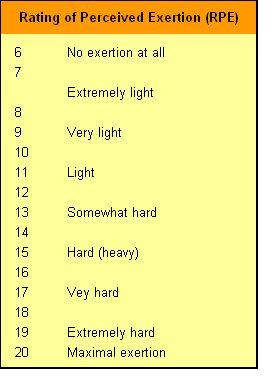 Rating of Perceived Exertion (RPE)
6 No exertion at all
7
Extremely light
8
9 Very light
10
11 Light
12
13 Somewhat hard
14
15 Hard (heavy)
16
17 Vey hard
18
19 Extremely hard
20 Maximal exertion